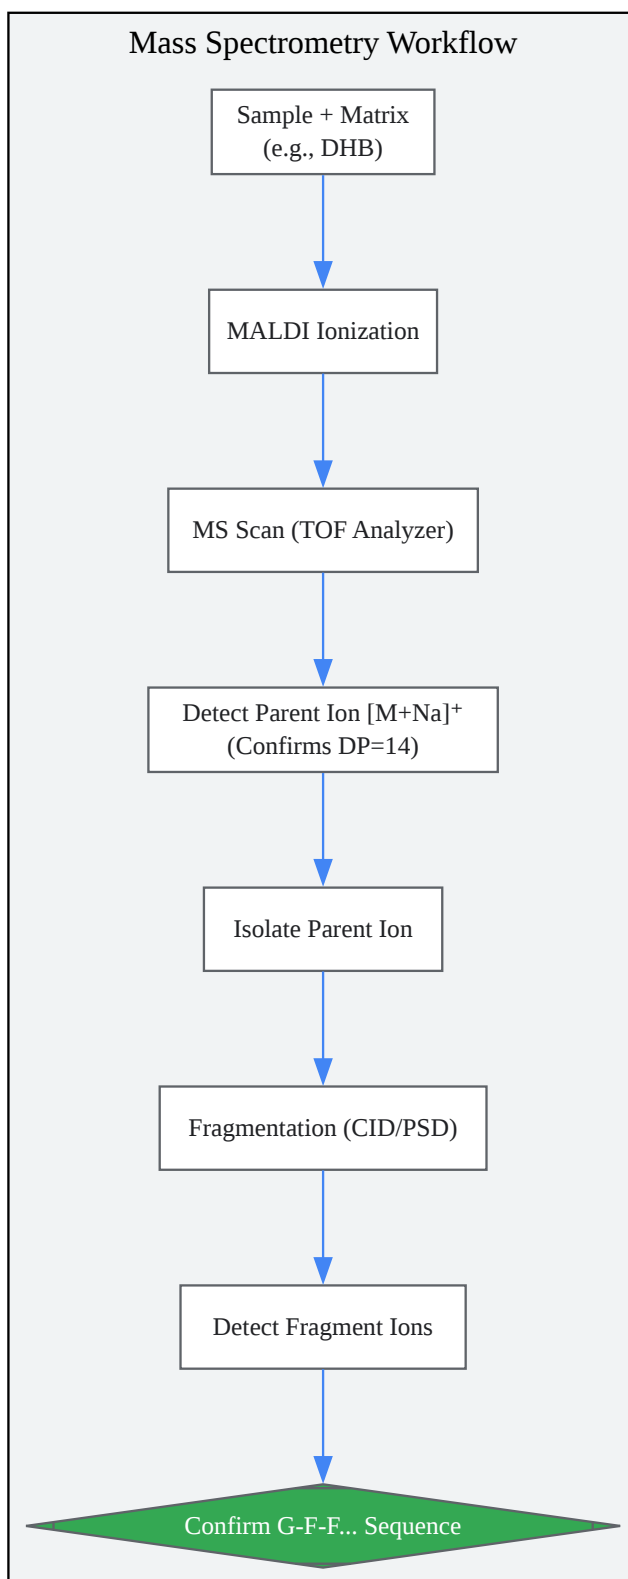 Mass Spectrometry Workflow
Sample + Matrix
(e.g., DHB)
MALDI Ionization
MS Scan (TOF Analyzer)
Detect Parent Ion [M+Na]⁺
(Confirms DP=14)
Isolate Parent Ion
Fragmentation (CID/PSD)
Detect Fragment Ions
Confirm G-F-F... Sequence